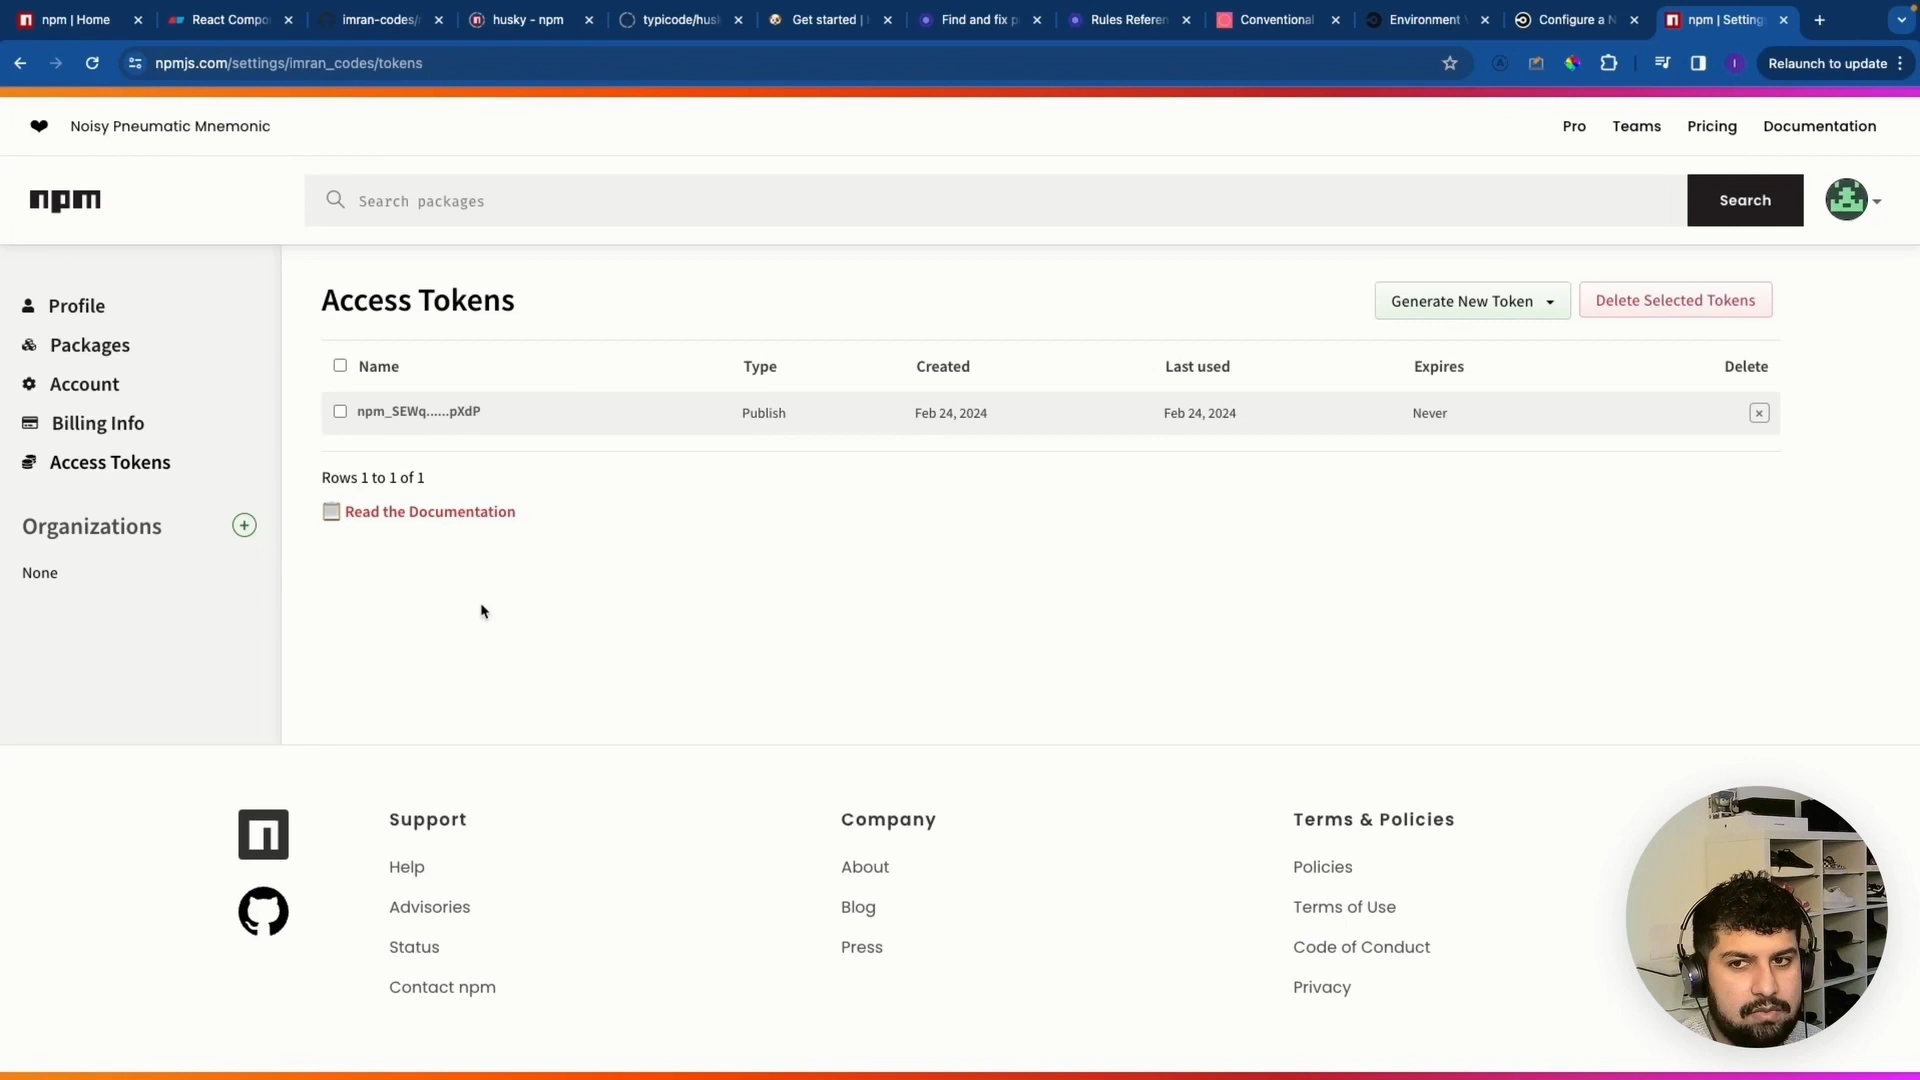 npm | Home
React Compo
imran-codes/r
husky - npm
typicode/husk
Get started |
Find and fix p
Rules Referen
Conventional
Environment
Configure a N
npm | Setting
npmjs.com/settings/imran_codes/tokens
Relaunch to update
Noisy Pneumatic Mnemonic
Pro
Teams
Pricing
Documentation
npm
Search packages
Search
Profile
Packages
Account
Billing Info
Access Tokens
Organizations
None
Access Tokens
Generate New Token
Delete Selected Tokens
Name Type Created Last used Expires Delete
npm_SEWq......pXdP Publish Feb 24, 2024 Feb 24, 2024 Never
Rows 1 to 1 of 1
Read the Documentation
Support
Help
Advisories
Status
Contact npm
Company
About
Blog
Press
Terms & Policies
Policies
Terms of Use
Code of Conduct
Privacy